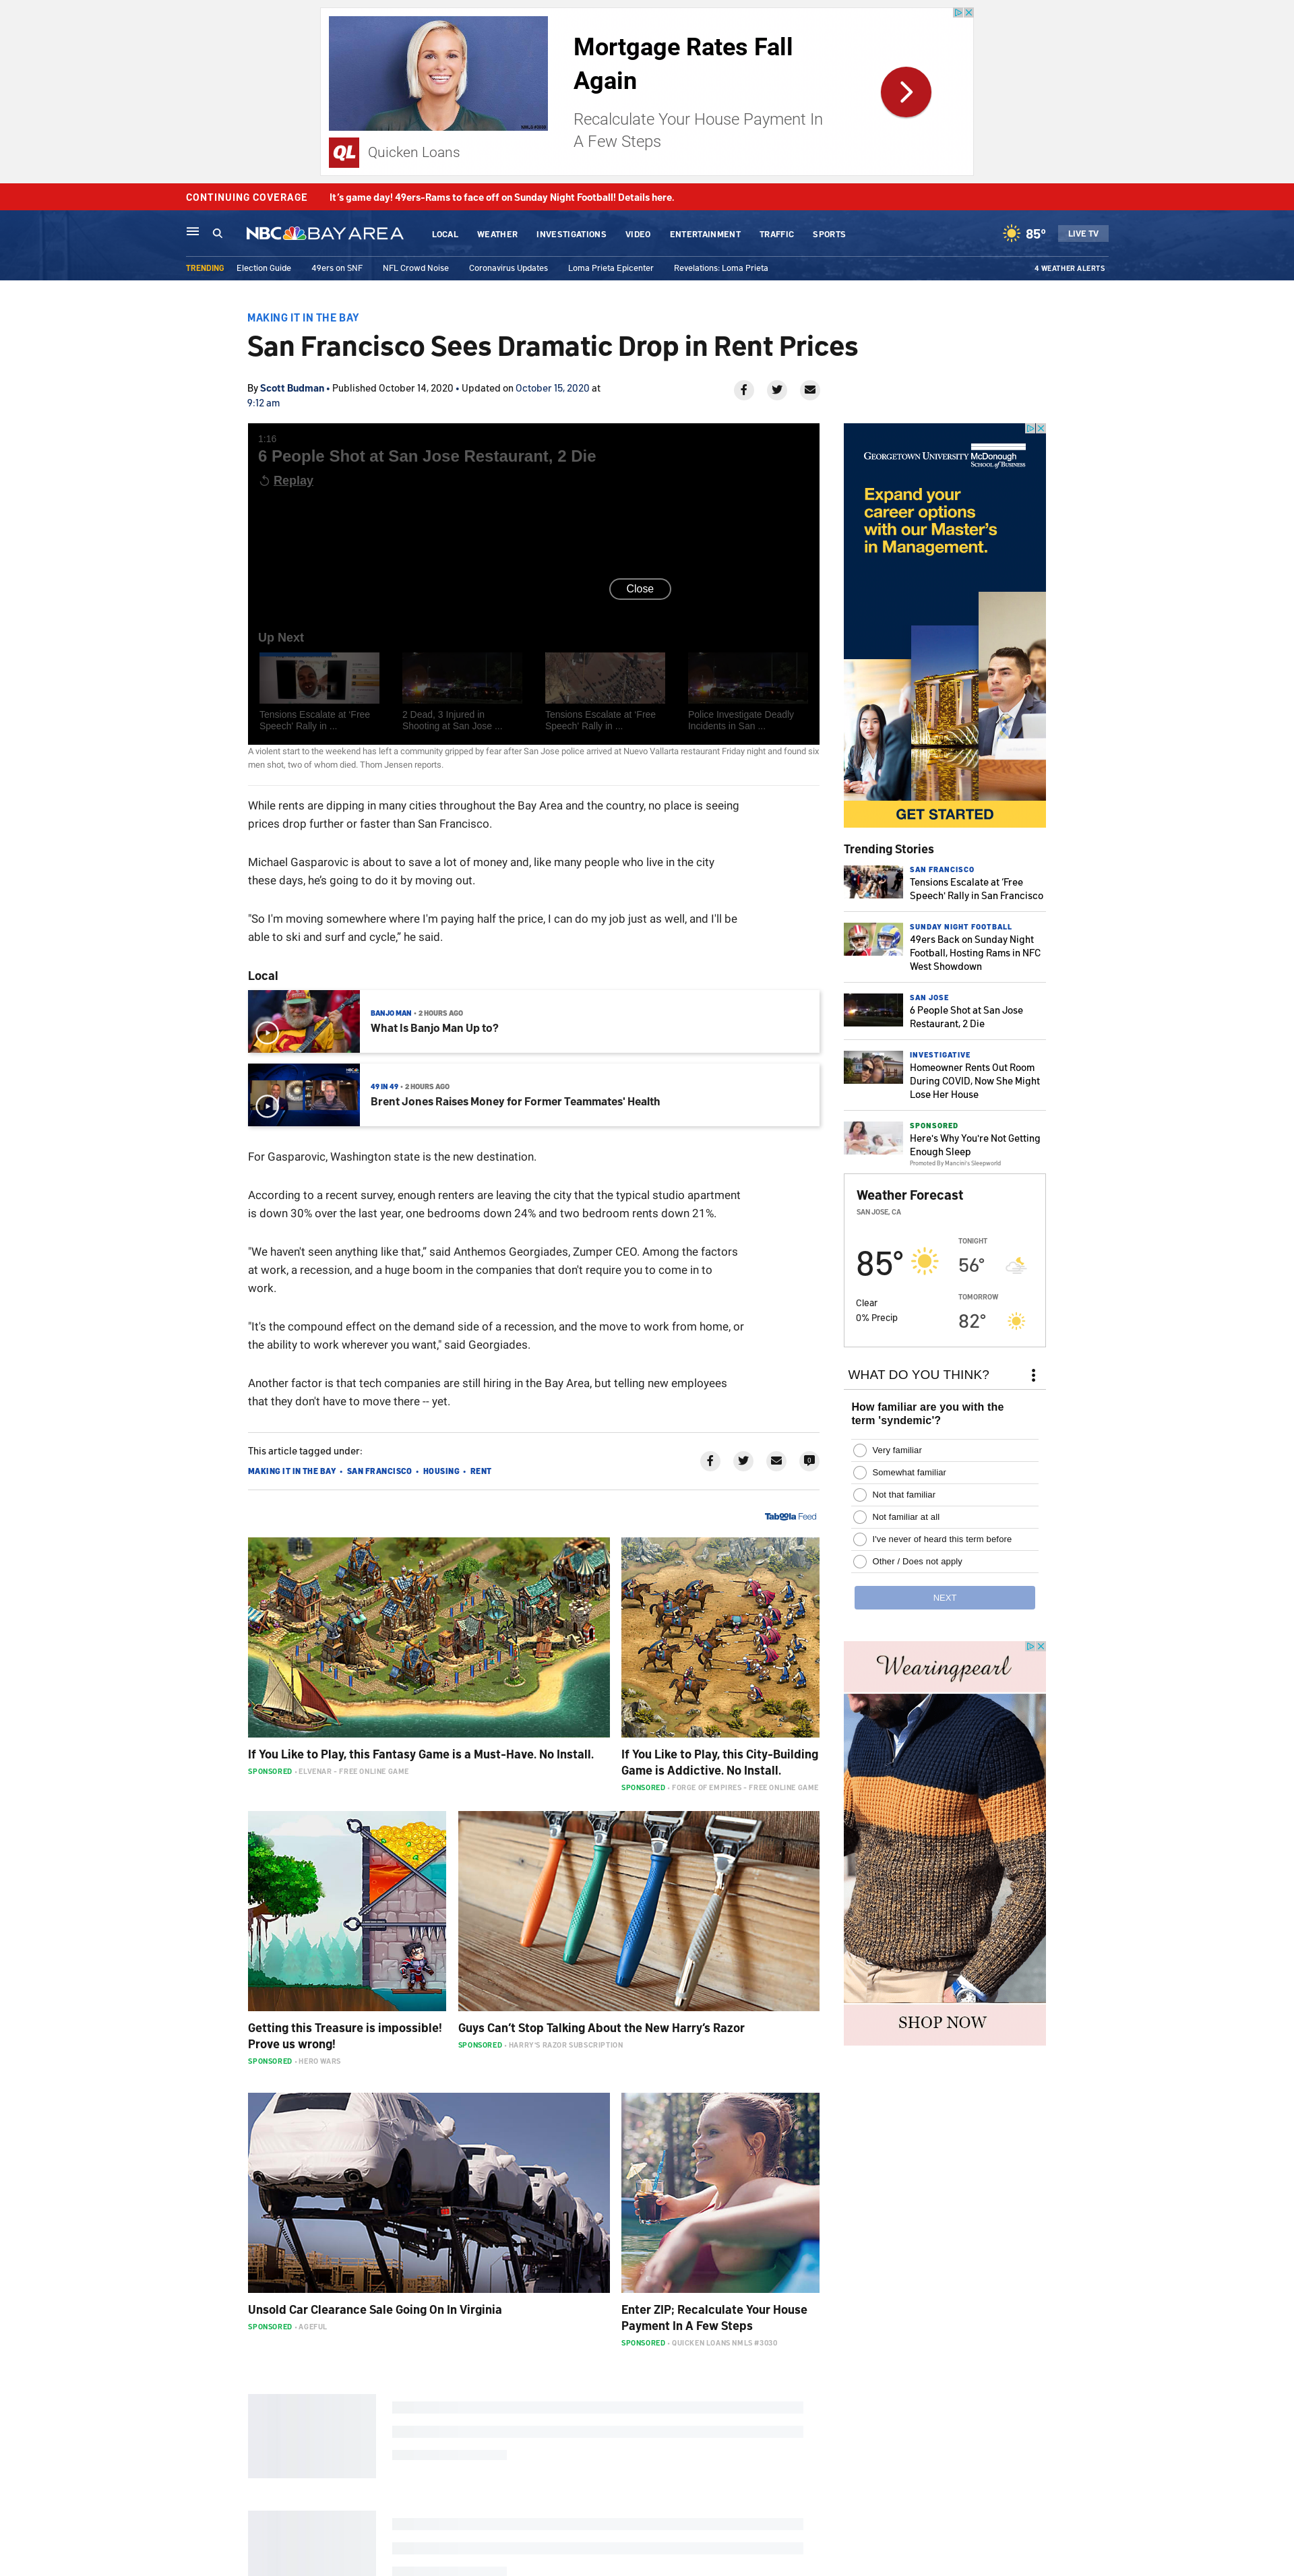 Mortgage Rates Fall
Again
Recalculate Your House Payment In
A Few Steps
QL Quicken Loans
CONTINUING COVERAGE It's game day! 49ers-Rams to face off on Sunday Night Football! Details here.
NBC BAY AREA LOCAL WEATHER INVESTIGATIONS VIDEO ENTERTAINMENT TRAFFIC SPORTS 85° LIVE TV
TRENDING Election Guide 49ers on SNF NFL Crowd Noise Coronavirus Updates Loma Prieta Epicenter Revelations: Loma Prieta 4 WEATHER ALERTS
MAKING IT IN THE BAY
San Francisco Sees Dramatic Drop in Rent Prices
By Scott Budman • Published October 14, 2020 • Updated on October 15, 2020 at
9:12 am
1:16
6 People Shot at San Jose Restaurant, 2 Die
Replay
Close
Up Next
Tensions Escalate at 'Free
Speech' Rally in ...
2 Dead, 3 Injured in
Shooting at San Jose ...
Tensions Escalate at 'Free
Speech' Rally in ...
Police Investigate Deadly
Incidents in San ...
A violent start to the weekend has left a community gripped by fear after San Jose police arrived at Nuevo Vallarta restaurant Friday night and found six
men shot, two of whom died. Thom Jensen reports.
While rents are dipping in many cities throughout the Bay Area and the country, no place is seeing
prices drop further or faster than San Francisco.
Michael Gasparovic is about to save a lot of money and, like many people who live in the city
these days, he's going to do it by moving out.
"So I'm moving somewhere where I'm paying half the price, I can do my job just as well, and I'll be
able to ski and surf and cycle," he said.
Local
BANJO MAN • 2 HOURS AGO
What Is Banjo Man Up to?
49 IN 49 • 2 HOURS AGO
Brent Jones Raises Money for Former Teammates' Health
For Gasparovic, Washington state is the new destination.
According to a recent survey, enough renters are leaving the city that the typical studio apartment
is down 30% over the last year, one bedrooms down 24% and two bedroom rents down 21%.
"We haven't seen anything like that," said Anthemos Georgiades, Zumper CEO. Among the factors
at work, a recession, and a huge boom in the companies that don't require you to come in to
work.
"It's the compound effect on the demand side of a recession, and the move to work from home, or
the ability to work wherever you want," said Georgiades.
Another factor is that tech companies are still hiring in the Bay Area, but telling new employees
that they don't have to move there -- yet.
This article tagged under:
MAKING IT IN THE BAY • SAN FRANCISCO • HOUSING • RENT
0
Taboola Feed
If You Like to Play, this Fantasy Game is a Must-Have. No Install.
SPONSORED • ELVENAR - FREE ONLINE GAME
If You Like to Play, this City-Building
Game is Addictive. No Install.
SPONSORED • FORGE OF EMPIRES - FREE ONLINE GAME
Getting this Treasure is impossible!
Prove us wrong!
SPONSORED • HERO WARS
Guys Can't Stop Talking About the New Harry's Razor
SPONSORED • HARRY'S RAZOR SUBSCRIPTION
Unsold Car Clearance Sale Going On In Virginia
SPONSORED • AGEFUL
Enter ZIP; Recalculate Your House
Payment In A Few Steps
SPONSORED • QUICKEN LOANS NMLS #3030
GEORGETOWN UNIVERSITY McDonough
SCHOOL of BUSINESS
Expand your
career options
with our Master's
in Management.
GET STARTED
Trending Stories
SAN FRANCISCO
Tensions Escalate at 'Free
Speech' Rally in San Francisco
SUNDAY NIGHT FOOTBALL
49ers Back on Sunday Night
Football, Hosting Rams in NFC
West Showdown
SAN JOSE
6 People Shot at San Jose
Restaurant, 2 Die
INVESTIGATIVE
Homeowner Rents Out Room
During COVID, Now She Might
Lose Her House
SPONSORED
Here's Why You're Not Getting
Enough Sleep
Promoted By Mancini's Sleepworld
Weather Forecast
SAN JOSE, CA
85°
Clear
0% Precip
TONIGHT
56°
TOMORROW
82°
WHAT DO YOU THINK?
How familiar are you with the
term 'syndemic'?
Very familiar
Somewhat familiar
Not that familiar
Not familiar at all
I've never of heard this term before
Other / Does not apply
NEXT
Wearingpearl
SHOP NOW